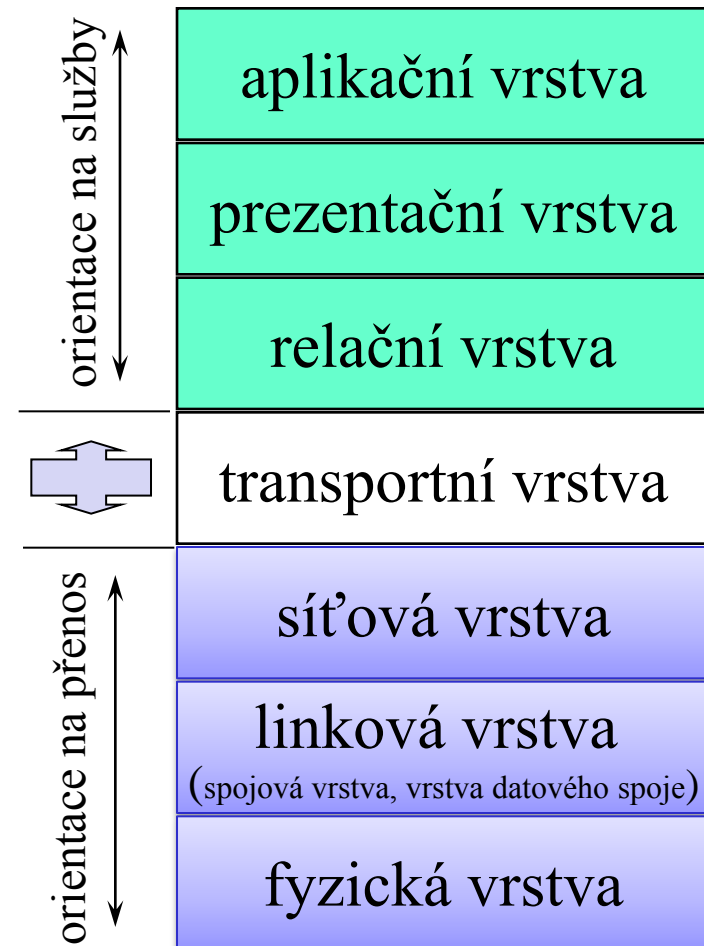 orientace na služby
aplikační vrstva
prezentační vrstva
relační vrstva
transportní vrstva
orientace na přenos
síťová vrstva
linková vrstva
(spojová vrstva, vrstva datového spoje)
fyzická vrstva